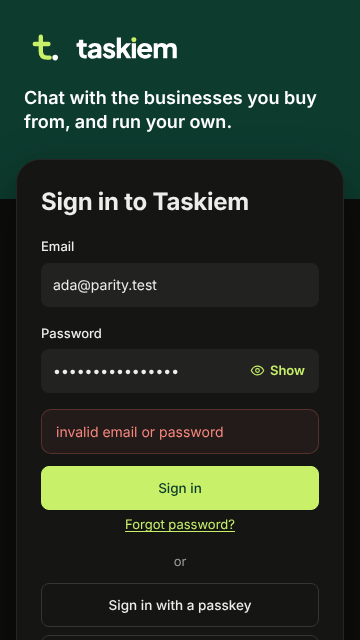 taskiem
Chat with the businesses you buy
from, and run your own.
Sign in to Taskiem
Email
ada@parity.test
Password
••••••••••••••••
Show
invalid email or password
Sign in
Forgot password?
or
Sign in with a passkey